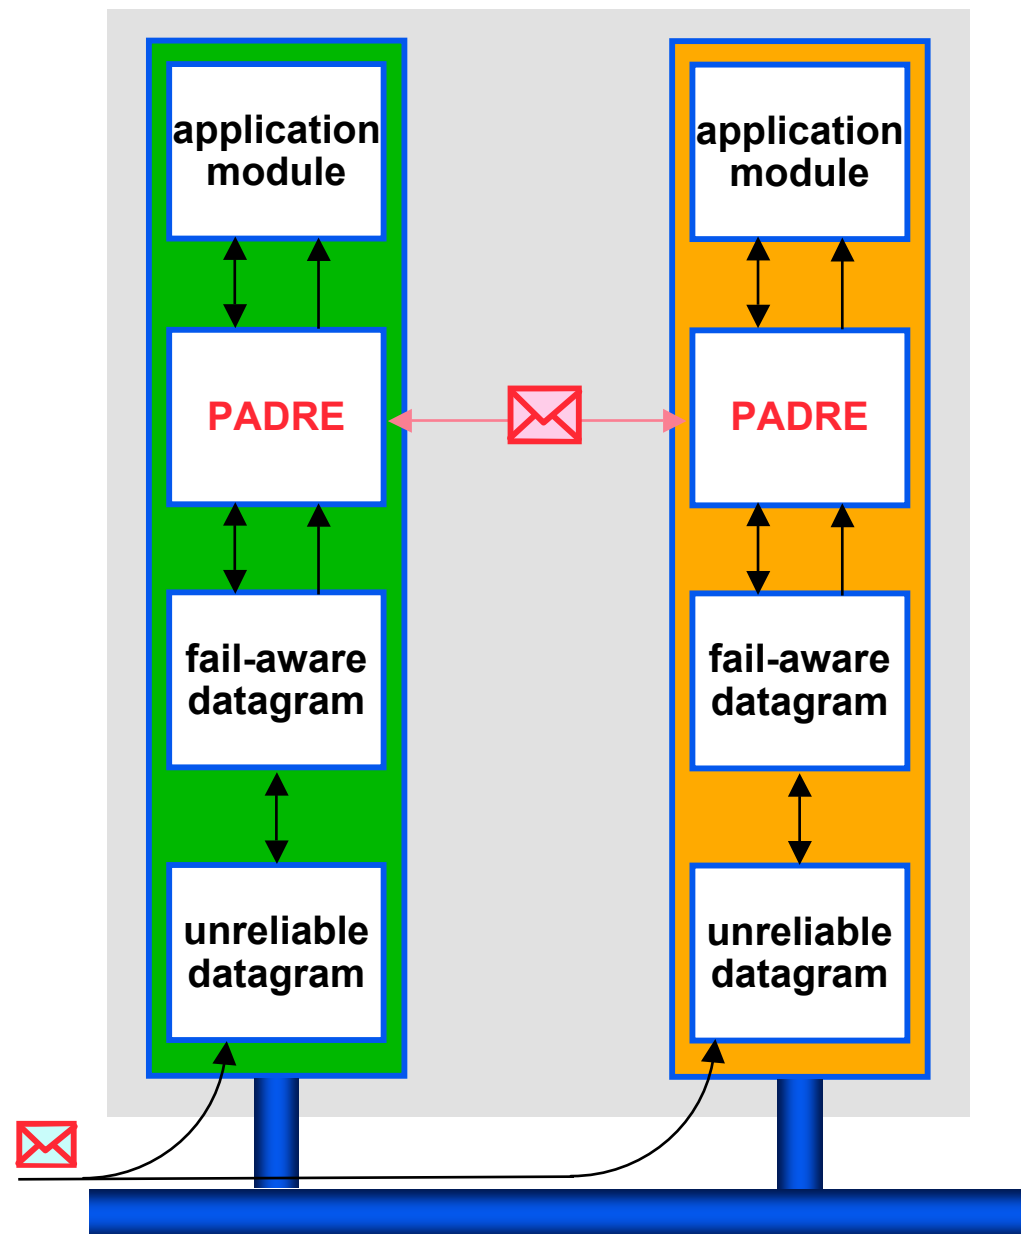 application
module
PADRE
fail-aware
datagram
unreliable
datagram
application
module
PADRE
fail-aware
datagram
unreliable
datagram